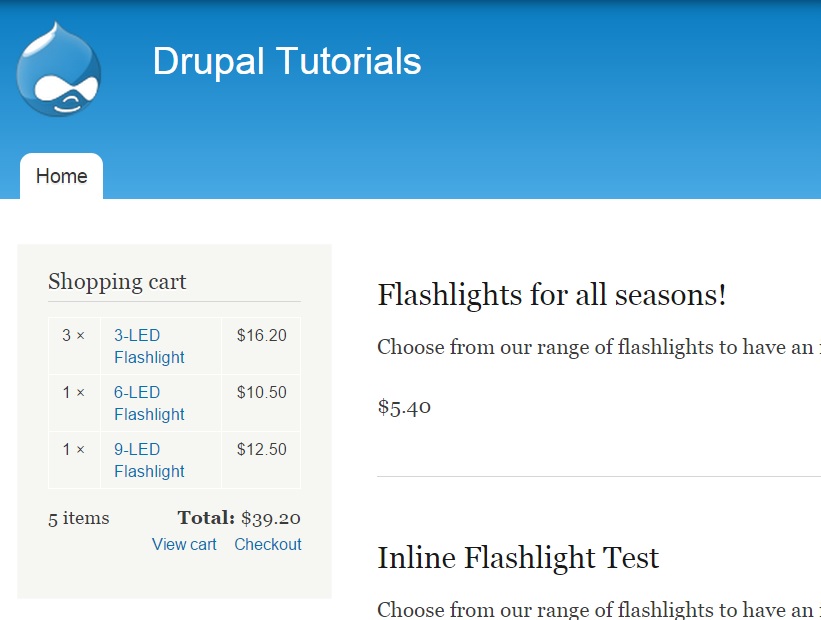 Drupal Tutorials
Home
Shopping cart
3 × 3-LED Flashlight $16.20
1 × 6-LED Flashlight $10.50
1 × 9-LED Flashlight $12.50
5 items Total: $39.20
View cart Checkout
Flashlights for all seasons!
Choose from our range of flashlights to have an
$5.40
Inline Flashlight Test
Choose from our range of flashlights to have an